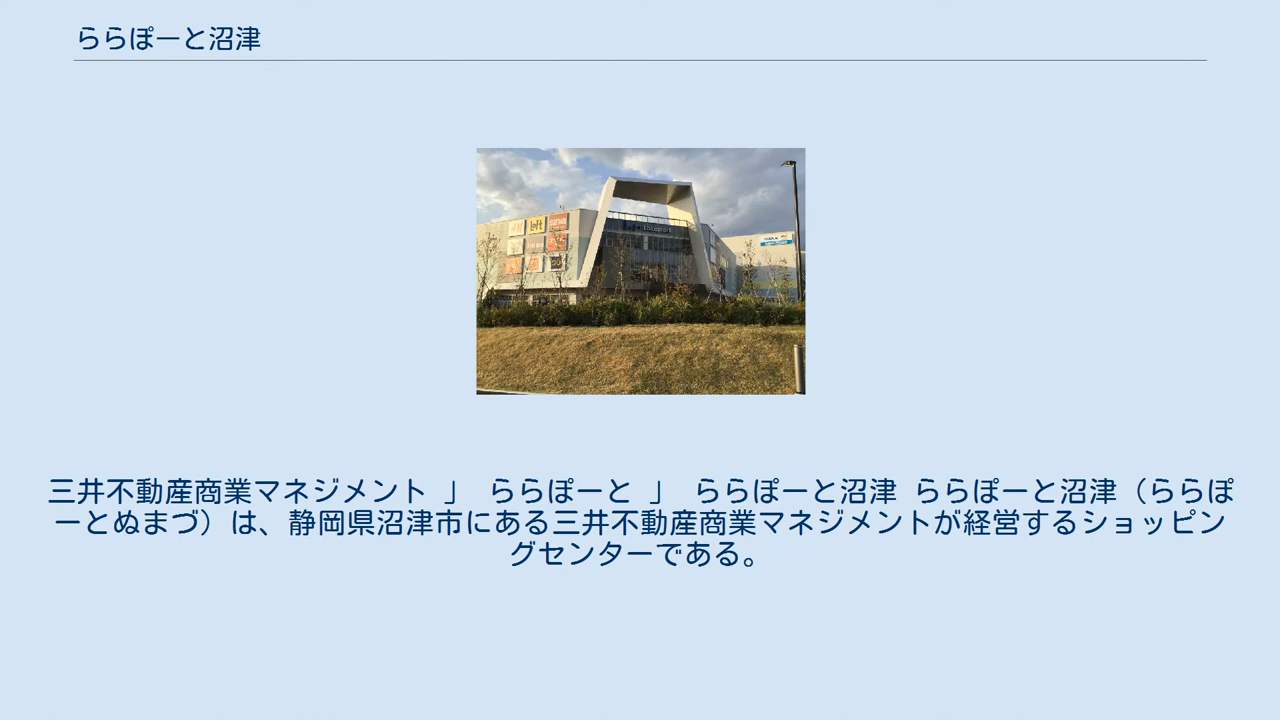 ららぽーと沼津
Loft
LaLaport
三井不動産商業マネジメント 」 ららぽーと 」 ららぽーと沼津 ららぽーと沼津（ららぽ
ーとぬまづ）は、静岡県沼津市にある三井不動産商業マネジメントが経営するショッピン
グセンターである。